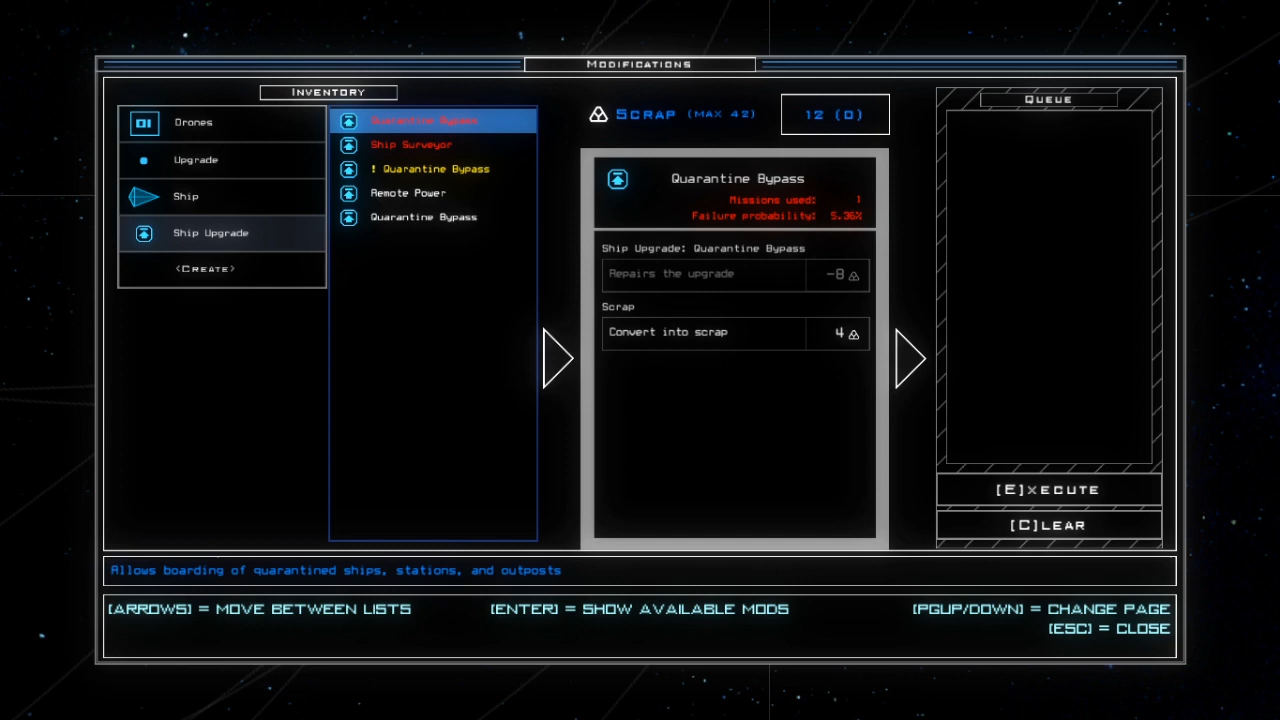 MODIFICATIONS
INVENTORY
Drones
Upgrade
Ship
Ship Upgrade
<CREATE>
Quarantine Bypass
Ship Surveyor
! Quarantine Bypass
Remote Power
Quarantine Bypass
SCRAP (MAX 42)
12 (0)
Quarantine Bypass
Missions used: 1
Failure probability: 5.36%
Ship Upgrade: Quarantine Bypass
Repairs the upgrade -8
Scrap
Convert into scrap 4
QUEUE
[E]XECUTE
[C]LEAR
Allows boarding of quarantined ships, stations, and outposts
[ARROWS] = MOVE BETWEEN LISTS [ENTER] = SHOW AVAILABLE MODS [PGUP/DOWN] = CHANGE PAGE
[ESC] = CLOSE